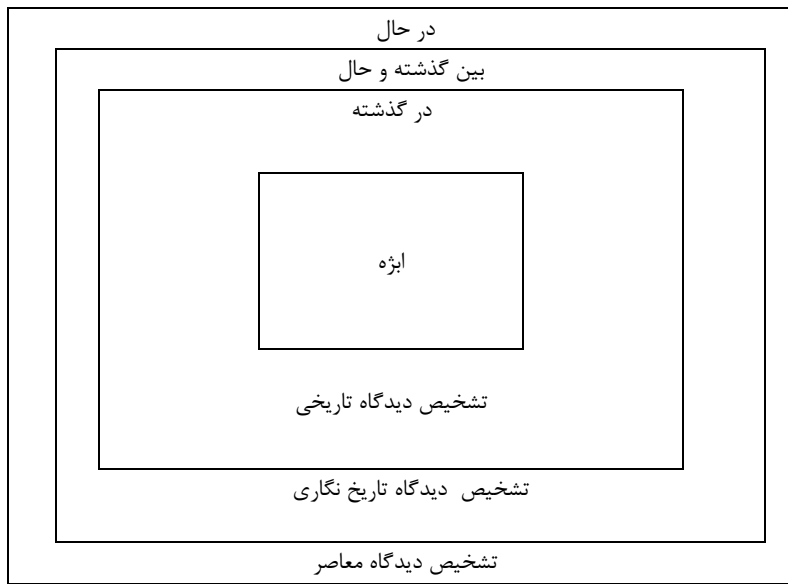 در حال
بین گذشته و حال
در گذشته
ابژه
تشخیص دیدگاه تاریخی
تشخیص دیدگاه تاریخ نگاری
تشخیص دیدگاه معاصر